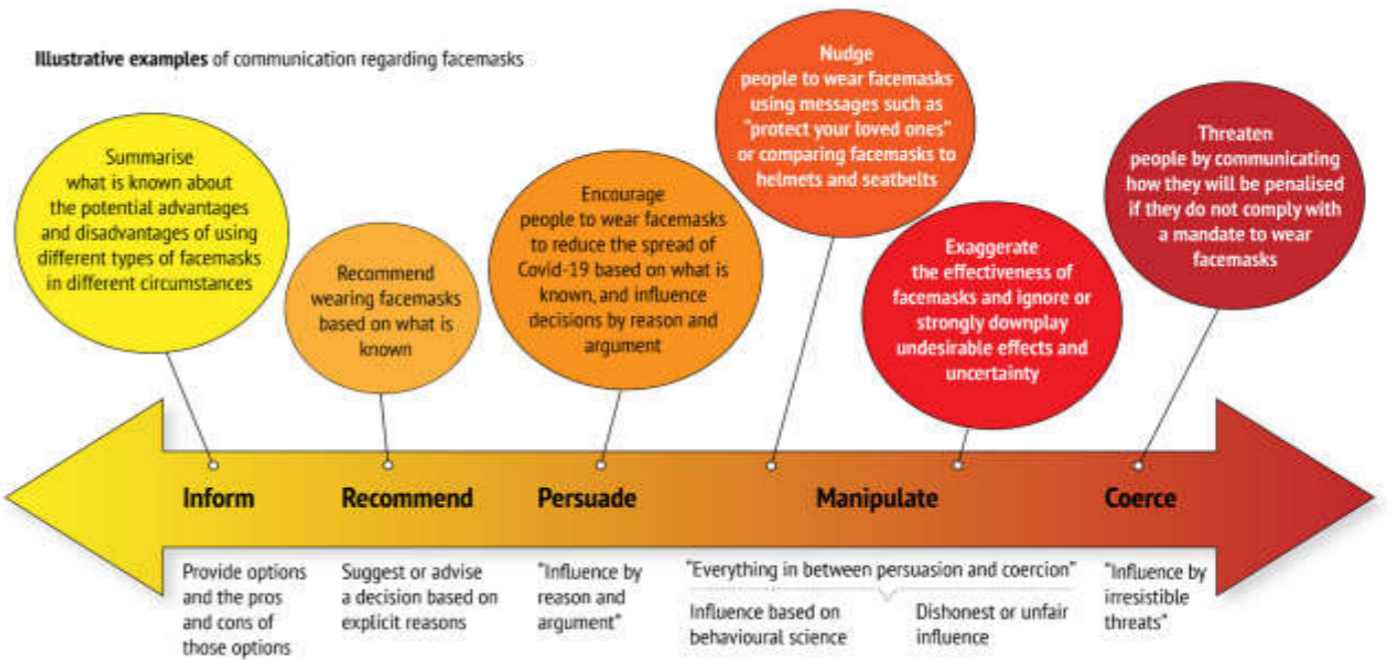 Illustrative examples of communication regarding facemasks
Summarise
what is known about
the potential advantages
and disadvantages of using
different types of facemasks
in different circumstances
Recommend
wearing facemasks
based on what is
known
Encourage
people to wear facemasks
to reduce the spread of
Covid-19 based on what is
known, and influence
decisions by reason and
argument
Nudge
people to wear facemasks
using messages such as
"protect your loved ones"
or comparing facemasks to
helmets and seatbelts
Exaggerate
the effectiveness of
facemasks and ignore or
strongly downplay
undesirable effects and
uncertainty
Threaten
people by communicating
how they will be penalised
if they do not comply with
a mandate to wear
facemasks
Inform
Recommend
Persuade
Manipulate
Coerce
Provide options
and the pros
and cons of
those options
Suggest or advise
a decision based on
explicit reasons
"Influence by
reason and
argument"
"Everything in between persuasion and coercion"
Influence based on
behavioural science
Dishonest or unfair
influence
"Influence by
irresistible
threats"